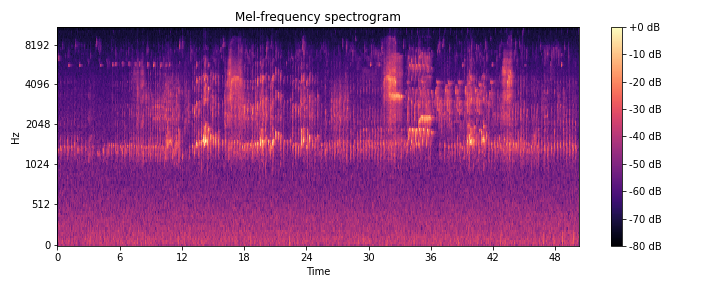 Mel-frequency spectrogram
8192
4096
2048
1024
512
0
Hz
0 6 12 18 24 30 36 42 48
Time
+0 dB
-10 dB
-20 dB
-30 dB
-40 dB
-50 dB
-60 dB
-70 dB
-80 dB